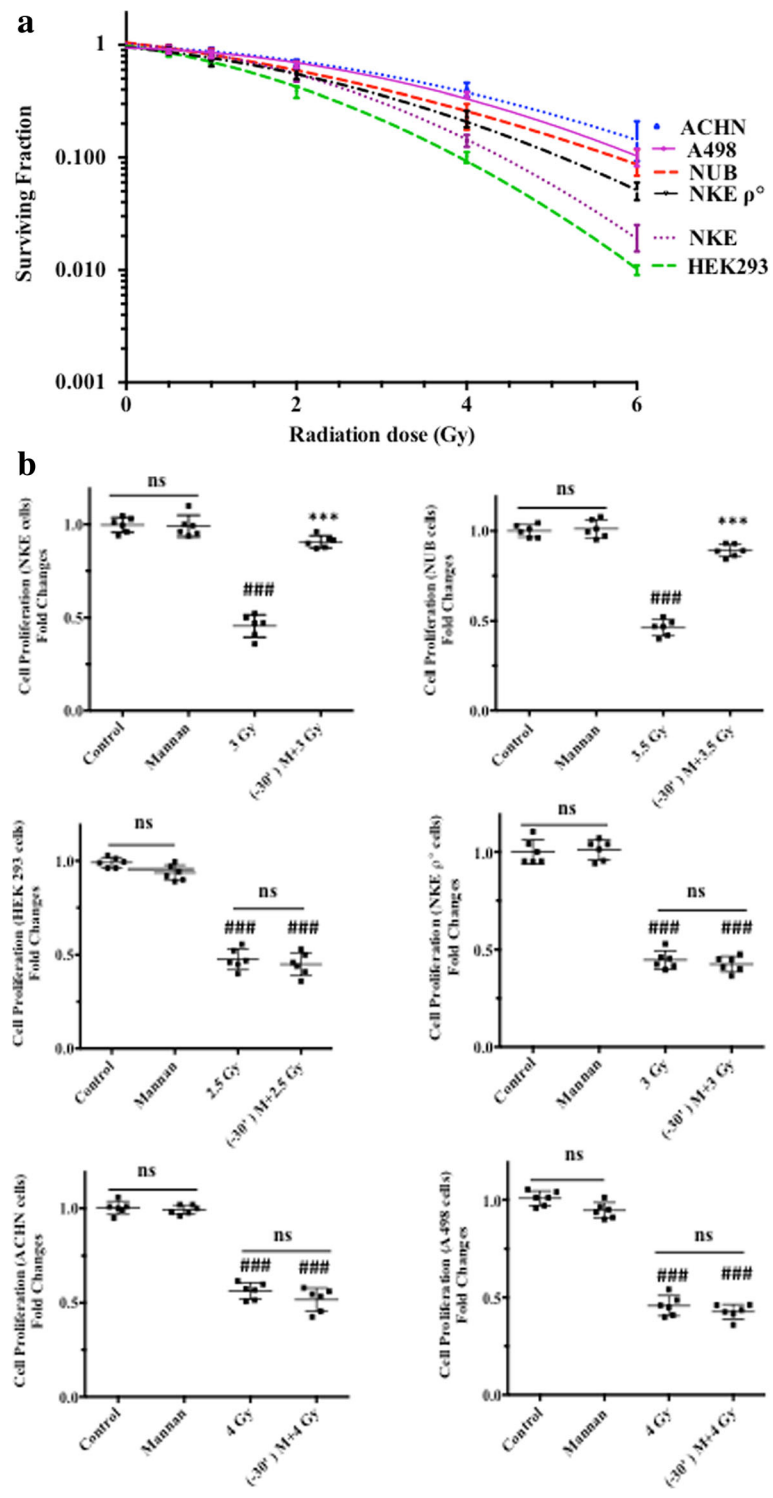 a
Surviving Fraction
1
0.100
0.010
0.001
0
2
4
6
Radiation dose (Gy)
ACHN
A498
NUB
NKE ρ°
NKE
HEK293
b
Cell Proliferation (NKE cells)
Fold Changes
1.0
0.5
0.0
ns
###
***
Control
Mannan
3 Gy
(-30') M+3 Gy
Cell Proliferation (NUB cells)
Fold Changes
1.0
0.5
0.0
ns
###
***
Control
Mannan
3.5 Gy
(-30') M+3.5 Gy
Cell Proliferation (HEK 293 cells)
Fold Changes
1.0
0.5
0.0
ns
ns
###
###
Control
Mannan
2.5 Gy
(-30') M+2.5 Gy
Cell Proliferation (NKE ρ° cells)
Fold Changes
1.0
0.5
0.0
ns
ns
###
###
Control
Mannan
3 Gy
(-30') M+3 Gy
Cell Proliferation (ACHN cells)
Fold Changes
1.0
0.5
0.0
ns
ns
###
###
Control
Mannan
4 Gy
(-30') M+4 Gy
Cell Proliferation (A498 cells)
Fold Changes
1.0
0.5
0.0
ns
ns
###
###
Control
Mannan
4 Gy
(-30') M+4 Gy